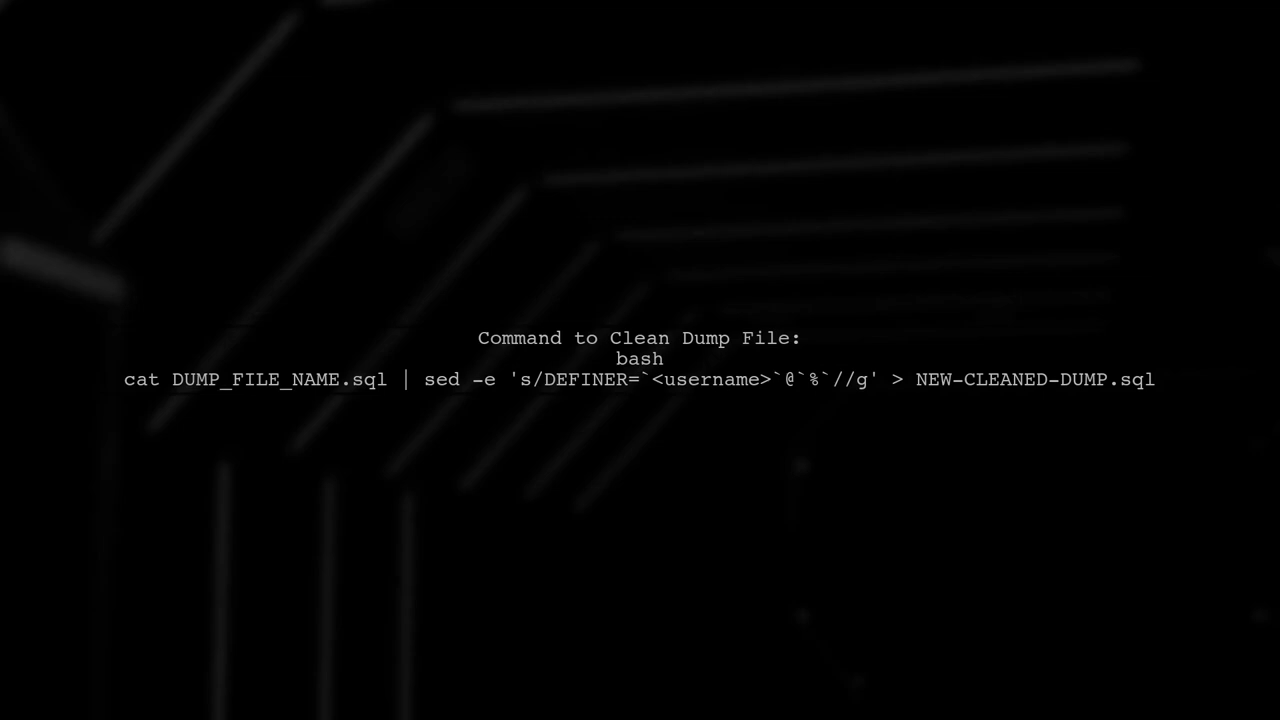 Command to Clean Dump File:
bash
cat DUMP_FILE_NAME.sql | sed -e 's/DEFINER=`<username>`@`%`//g' > NEW-CLEANED-DUMP.sql